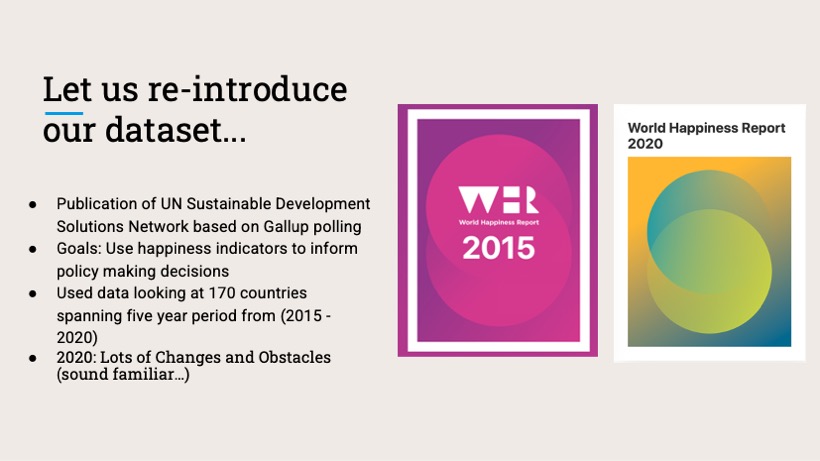 Let us re-introduce
our dataset...
● Publication of UN Sustainable Development
Solutions Network based on Gallup polling
● Goals: Use happiness indicators to inform
policy making decisions
● Used data looking at 170 countries
spanning five year period from (2015 -
2020)
● 2020: Lots of Changes and Obstacles
(sound familiar…)
WHR
World Happiness Report
2015
World Happiness Report
2020